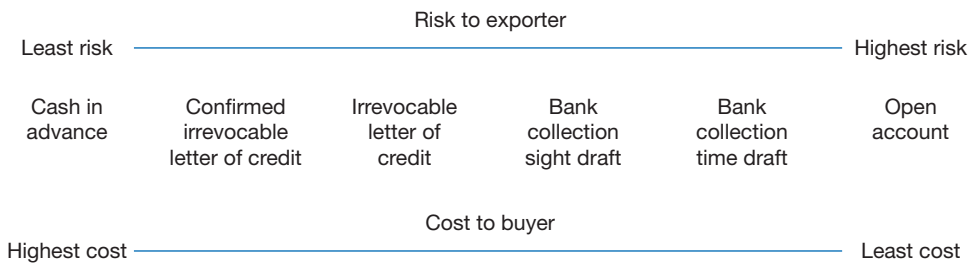 Risk to exporter
Least risk
Highest risk
Cash in
advance
Confirmed
irrevocable
letter of credit
Irrevocable
letter of
credit
Bank
collection
sight draft
Bank
collection
time draft
Open
account
Cost to buyer
Highest cost
Least cost